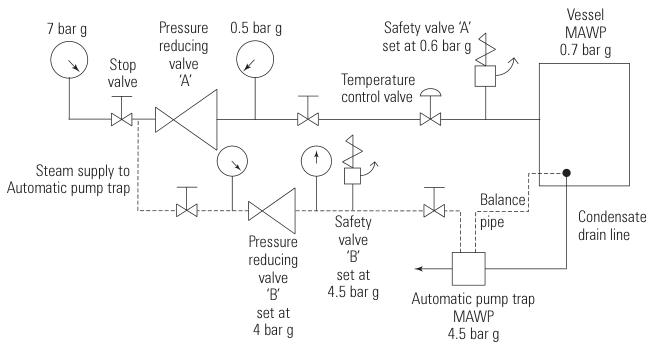 7 bar g
Pressure
reducing
valve
'A'
0.5 bar g
Safety valve 'A'
set at 0.6 bar g
Vessel
MAWP
0.7 bar g
Stop
valve
Temperature
control valve
Steam supply to
Automatic pump trap
Pressure
reducing
valve
'B'
set at
4 bar g
Safety
valve
'B'
set at
4.5 bar g
Balance
pipe
Condensate
drain line
Automatic pump trap
MAWP
4.5 bar g